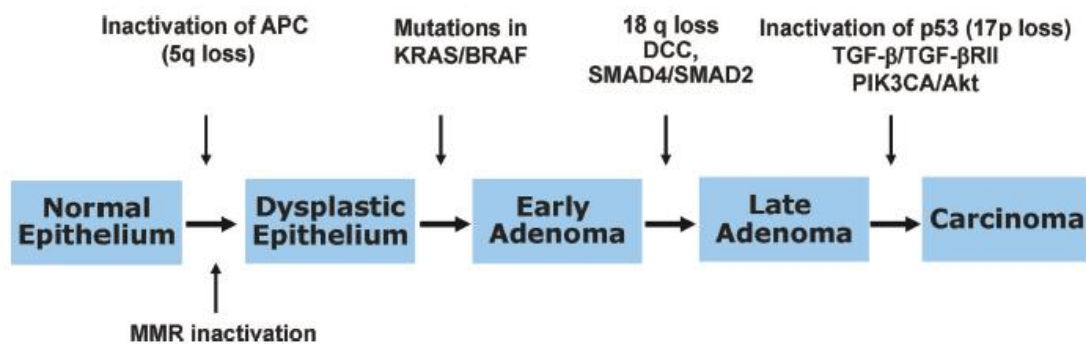 Inactivation of APC
(5q loss)
Mutations in
KRAS/BRAF
18 q loss
DCC,
SMAD4/SMAD2
Inactivation of p53 (17p loss)
TGF-β/TGF-βRII
PIK3CA/Akt
Normal
Epithelium
Dysplastic
Epithelium
Early
Adenoma
Late
Adenoma
Carcinoma
MMR inactivation